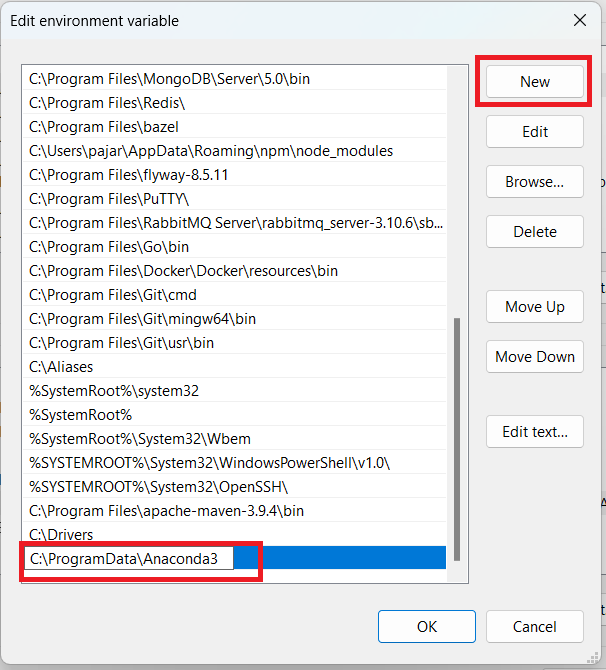 Edit environment variable
C:\Program Files\MongoDB\Server\5.0\bin
C:\Program Files\Redis\
C:\Program Files\bazel
C:\Users\pajar\AppData\Roaming\npm\node_modules
C:\Program Files\flyway-8.5.11
C:\Program Files\PuTTY\
C:\Program Files\RabbitMQ Server\rabbitmq_server-3.10.6\sb...
C:\Program Files\Go\bin
C:\Program Files\Docker\Docker\resources\bin
C:\Program Files\Git\cmd
C:\Program Files\Git\mingw64\bin
C:\Program Files\Git\usr\bin
C:\Aliases
%SystemRoot%\system32
%SystemRoot%
%SystemRoot%\System32\Wbem
%SYSTEMROOT%\System32\WindowsPowerShell\v1.0\
%SYSTEMROOT%\System32\OpenSSH\
C:\Program Files\apache-maven-3.9.4\bin
C:\Drivers
C:\ProgramData\Anaconda3
New
Edit
Browse...
Delete
Move Up
Move Down
Edit text...
OK
Cancel